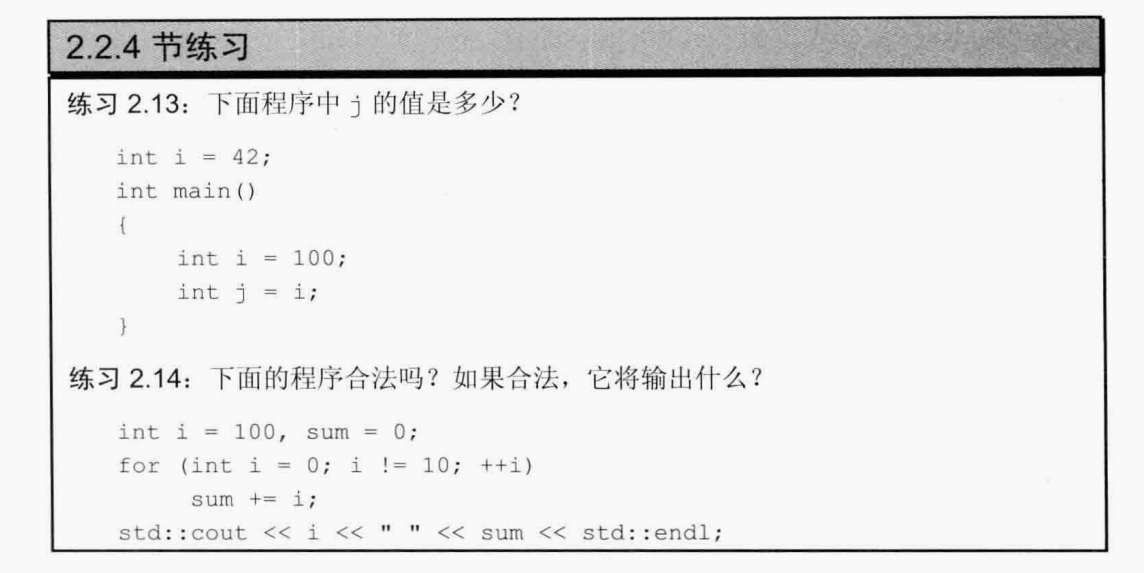 2.2.4 节练习
练习 2.13：下面程序中 j 的值是多少？
int i = 42;
int main()
{
int i = 100;
int j = i;
}
练习 2.14：下面的程序合法吗？如果合法，它将输出什么？
int i = 100, sum = 0;
for (int i = 0; i != 10; ++i)
sum += i;
std::cout << i << " " << sum << std::endl;